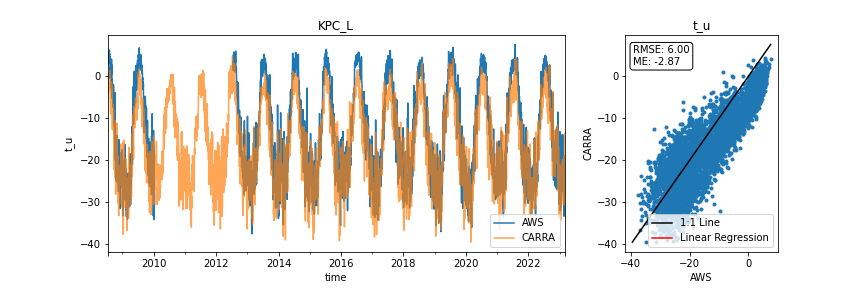 KPC_L
t_u
0
−10
−20
−30
−40
2010
2012
2014
2016
2018
2020
2022
time
AWS
CARRA
t_u
RMSE: 6.00
ME: -2.87
CARRA
0
−10
−20
−30
−40
−40
−20
0
AWS
1:1 Line
Linear Regression